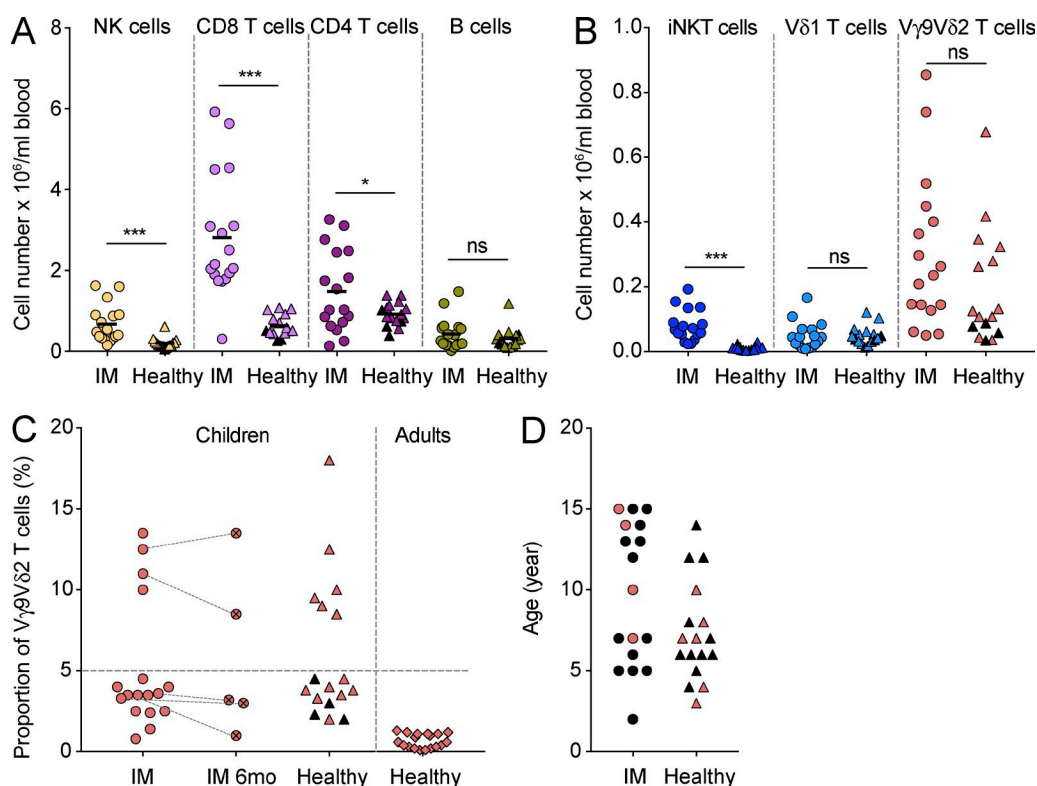 A
NK cells CD8 T cells CD4 T cells B cells
Cell number x 10⁶/ml blood
8
6
4
2
0
***
***
*
ns
IM Healthy IM Healthy IM Healthy IM Healthy
B
iNKT Vδ1 T cells Vγ9Vδ2 T cells
Cell number x 10⁶/ml blood
1.0
0.8
0.6
0.4
0.2
0.0
***
ns
ns
IM Healthy IM Healthy IM Healthy
C
Children Adults
Proportion of Vγ9Vδ2 T cells (%)
20
15
10
5
0
IM IM 6mo Healthy Healthy
D
Age (year)
20
15
10
5
0
IM Healthy